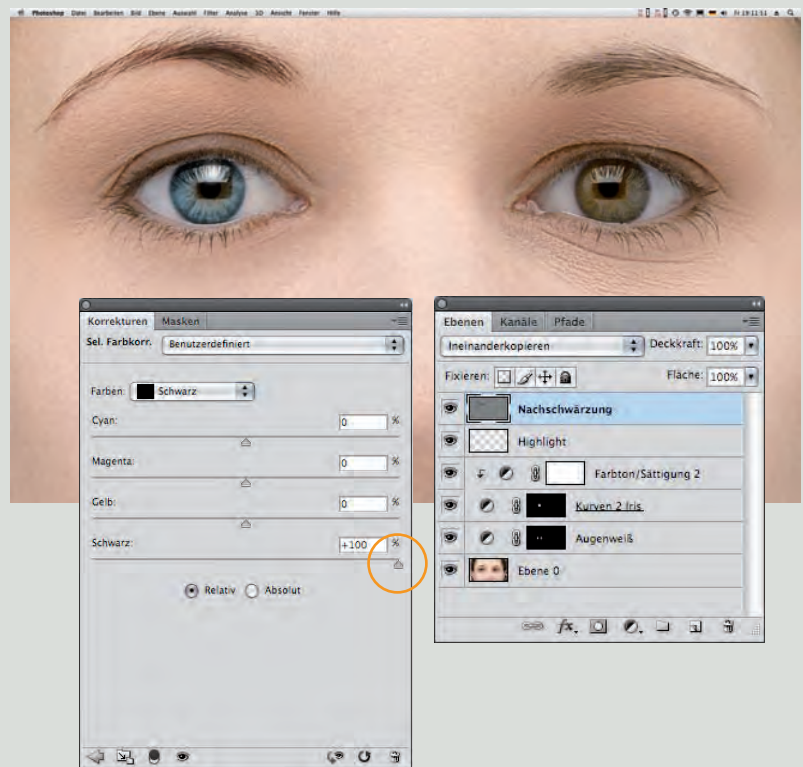 Photoshop Datei Bearbeiten Bild Ebene Auswahl Filter Analyse 3D Ansicht Fenster Hilfe
Korrekturen Masken
Sel. Farbkorr. Benutzerdefiniert
Farben: Schwarz
Cyan: 0 %
Magenta: 0 %
Gelb: 0 %
Schwarz: +100 %
Relativ Absolut
Ebenen Kanäle Pfade
Ineinanderkopieren Deckkraft: 100%
Fixieren: Fläche: 100%
Nachschwärzung
Highlight
Farbton/Sättigung 2
Kurven 2 Iris
Augenweiß
Ebene 0
fx